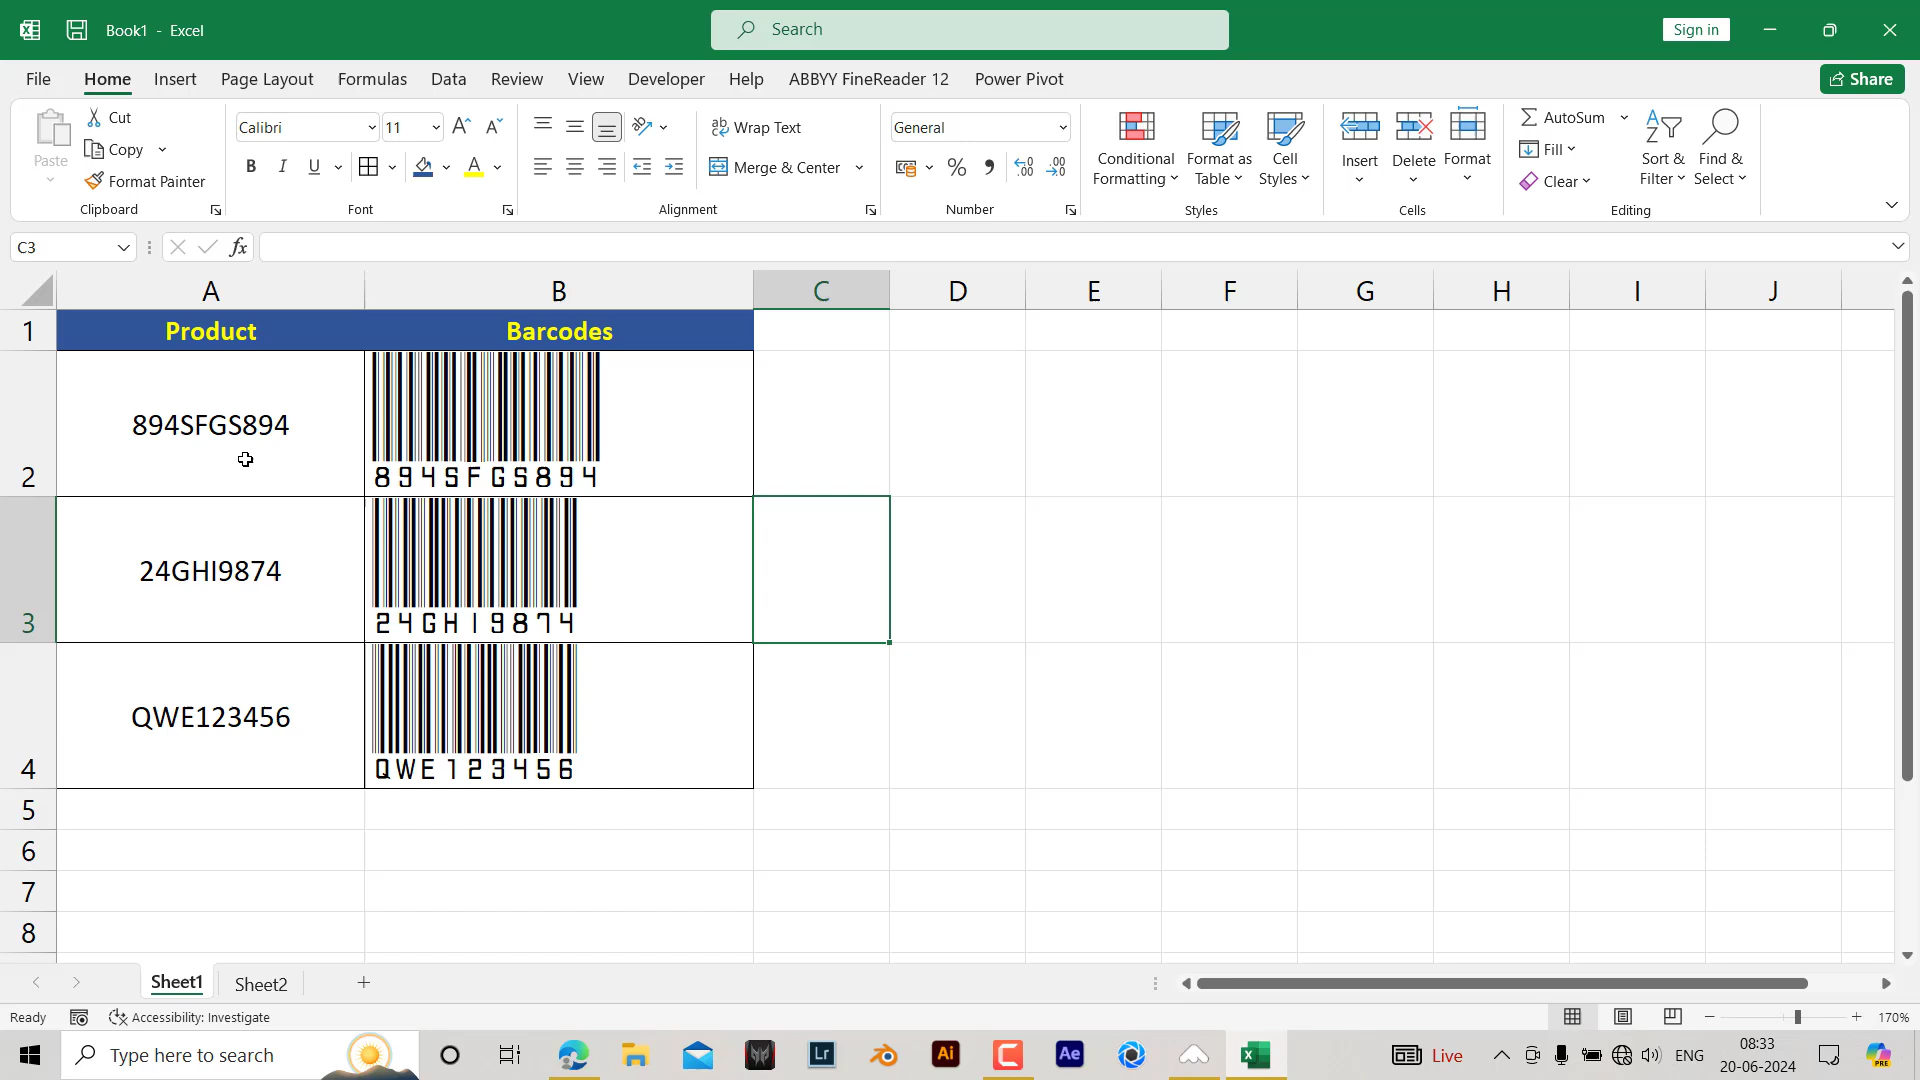 Book1 - Excel
Search
Sign in
File Home Insert Page Layout Formulas Data Review View Developer Help ABBYY FineReader 12 Power Pivot
Share
Paste
Cut
Copy
Format Painter
Clipboard
Calibri 11
B I U
Font
Wrap Text
Merge & Center
Alignment
General
Number
Conditional Formatting
Format as Table
Cell Styles
Styles
Insert
Delete
Format
Cells
AutoSum
Fill
Clear
Sort & Filter
Find & Select
Editing
C3
fx
A B C D E F G H I J
1 Product Barcodes
2 894SFGS894 894SFGS894
3 24GHI9874 24GHI9874
4 QWE123456 QWE123456
5
6
7
8
Sheet1 Sheet2
Ready Accessibility: Investigate 170%
Type here to search
Lr
Ai
Ae
Live
ENG
08:33
20-06-2024
PRE